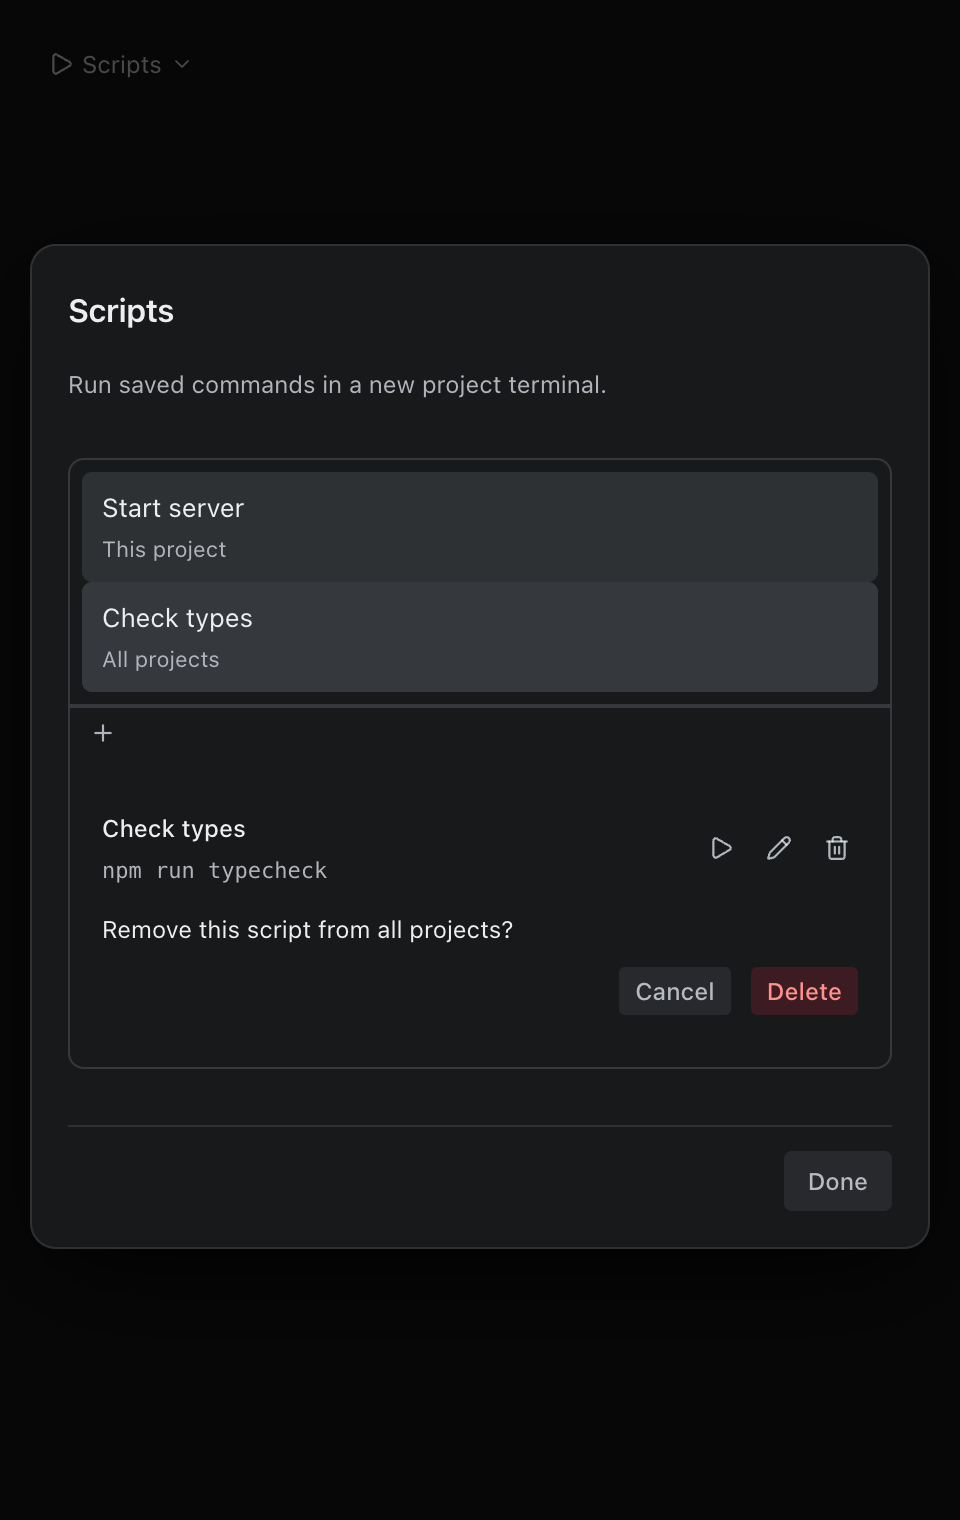 Scripts
Scripts
Run saved commands in a new project terminal.
Start server
This project
Check types
All projects
Check types
npm run typecheck
Remove this script from all projects?
Cancel Delete
Done